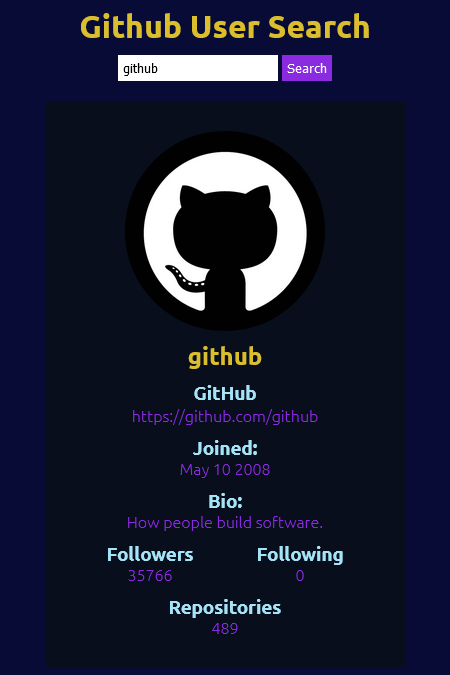 Github User Search
github
Search
github
GitHub
https://github.com/github
Joined:
May 10 2008
Bio:
How people build software.
Followers Following
35766 0
Repositories
489